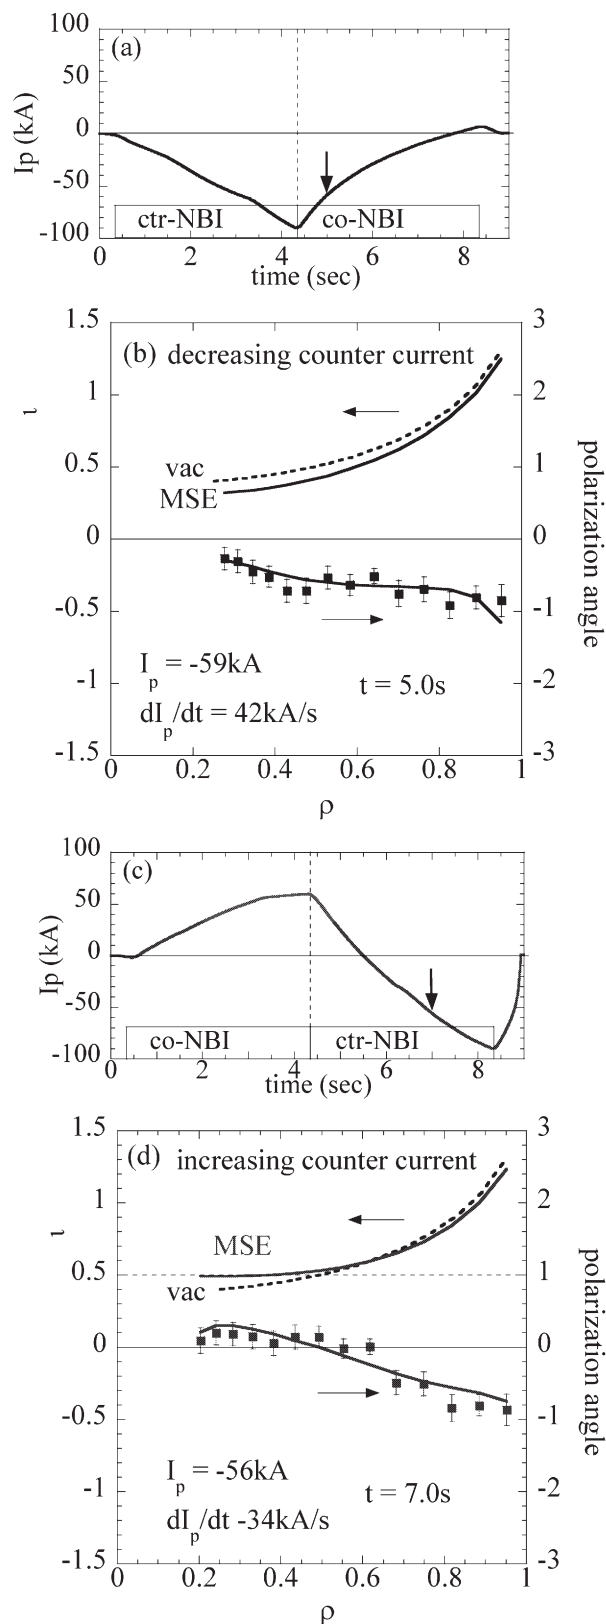 (a)
100
50
0
-50
-100
Ip (kA)
ctr-NBI
co-NBI
0
2
4
6
8
time (sec)
(b) decreasing counter current
1.5
1
0.5
0
-0.5
-1
-1.5
ι
vac
MSE
3
2
1
0
-1
-2
-3
polarization angle
I_p = -59kA
t = 5.0s
dI_p/dt = 42kA/s
0
0.2
0.4
0.6
0.8
1
ρ
(c)
100
50
0
-50
-100
Ip (kA)
co-NBI
ctr-NBI
0
2
4
6
8
time (sec)
(d) increasing counter current
1.5
1
0.5
0
-0.5
-1
-1.5
ι
MSE
vac
3
2
1
0
-1
-2
-3
polarization angle
I_p = -56kA
t = 7.0s
dI_p/dt -34kA/s
0
0.2
0.4
0.6
0.8
1
ρ